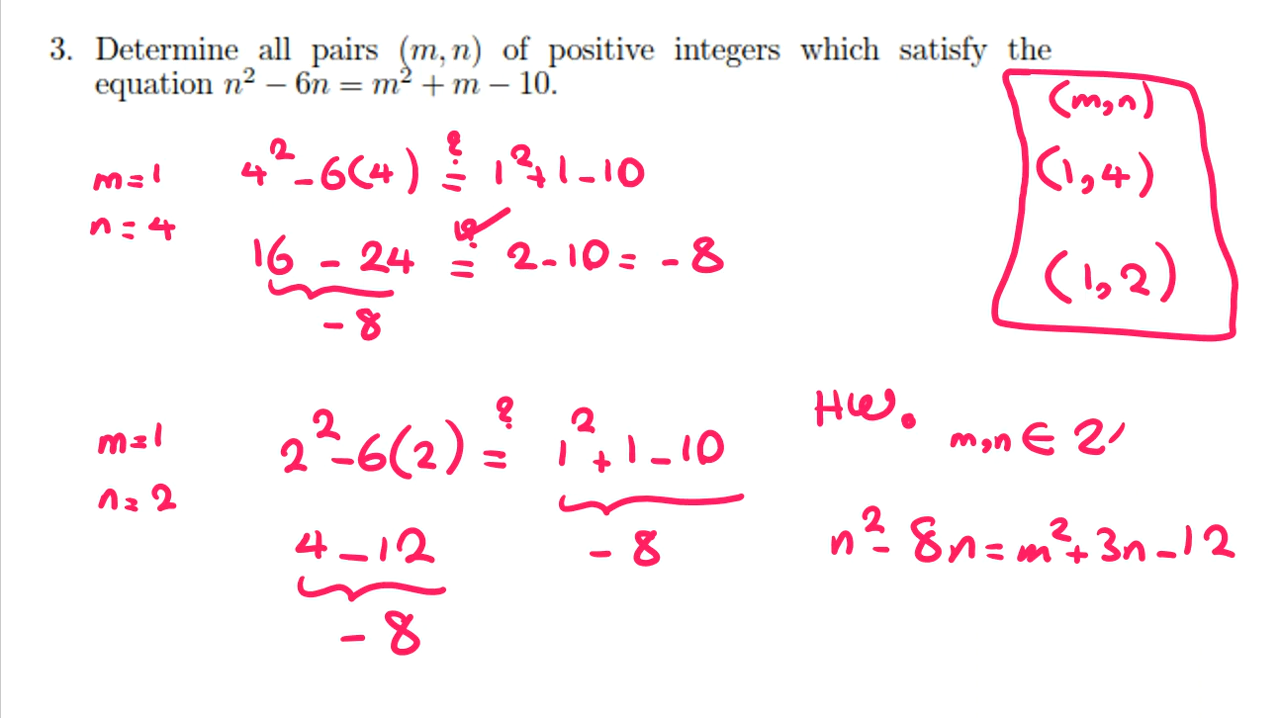 3. Determine all pairs (m, n) of positive integers which satisfy the
equation n² − 6n = m² + m − 10.
(m,n)
(1,4)
(1,2)
m=1
n=4
4²-6(4) ≟ 1²+1-10
16 - 24 ≟ 2-10 = -8
-8
m=1
n=2
2²-6(2) =? 1²+1-10
4-12
-8
-8
HW.
m,n ∈ Z
n²-8n=m²+3n-12